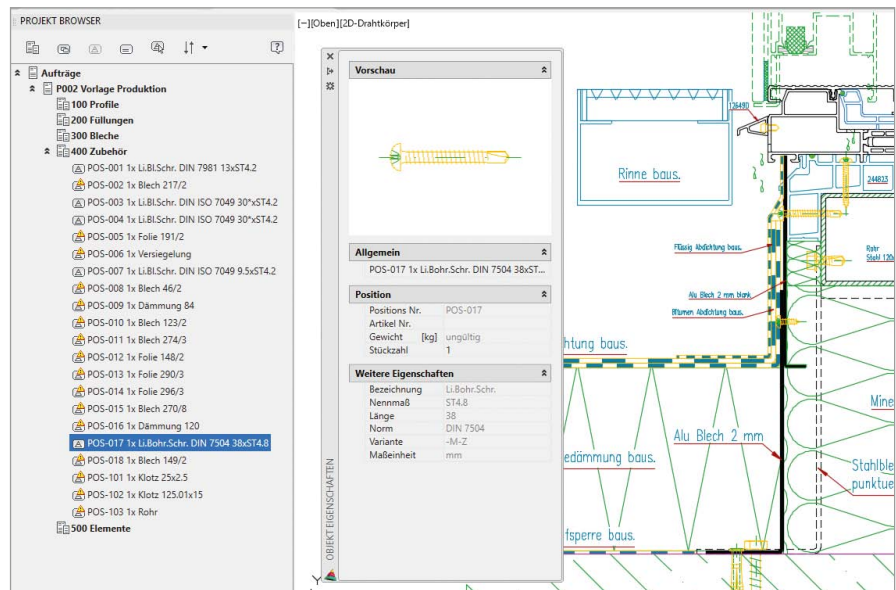 PROJEKT BROWSER
Aufträge
P002 Vorlage Produktion
100 Profile
200 Füllungen
300 Bleche
400 Zubehör
POS-001 1x Li.Bl.Schr. DIN 7981 13xST4.2
POS-002 1x Blech 217/2
POS-003 1x Li.Bl.Schr. DIN ISO 7049 30*xST4.2
POS-004 1x Li.Bl.Schr. DIN ISO 7049 30*xST4.2
POS-005 1x Folie 191/2
POS-006 1x Versiegelung
POS-007 1x Li.Bl.Schr. DIN ISO 7049 9.5xST4.2
POS-008 1x Blech 46/2
POS-009 1x Dämmung 84
POS-010 1x Blech 123/2
POS-011 1x Blech 274/3
POS-012 1x Folie 148/2
POS-013 1x Folie 290/3
POS-014 1x Folie 296/3
POS-015 1x Blech 270/8
POS-016 1x Dämmung 120
POS-017 1x Li.Bohr.Schr. DIN 7504 38xST4.8
POS-018 1x Blech 149/2
POS-101 1x Klotz 25x2.5
POS-102 1x Klotz 125.01x15
POS-103 1x Rohr
500 Elemente
[−][Oben][2D-Drahtkörper]
Vorschau
Allgemein
POS-017 1x Li.Bohr.Schr. DIN 7504 38xST...
Position
Positions Nr. POS-017
Artikel Nr.
Gewicht [kg] ungültig
Stückzahl 1
Weitere Eigenschaften
Bezeichnung Li.Bohr.Schr.
Nennmaß ST4.8
Länge 38
Norm DIN 7504
Variante -M-Z
Maßeinheit mm
OBJEKT EIGENSCHAFTEN
126490
Rinne baus.
244823
Flüssig Abdichtung baus.
Rohr
Stahl 120x
Alu Blech 2 mm blank
Bitumen Abdichtung baus.
htung baus.
Mine
Alu Blech 2 mm
edämmung baus.
Stahlble
punktue
fsperre baus.
Y